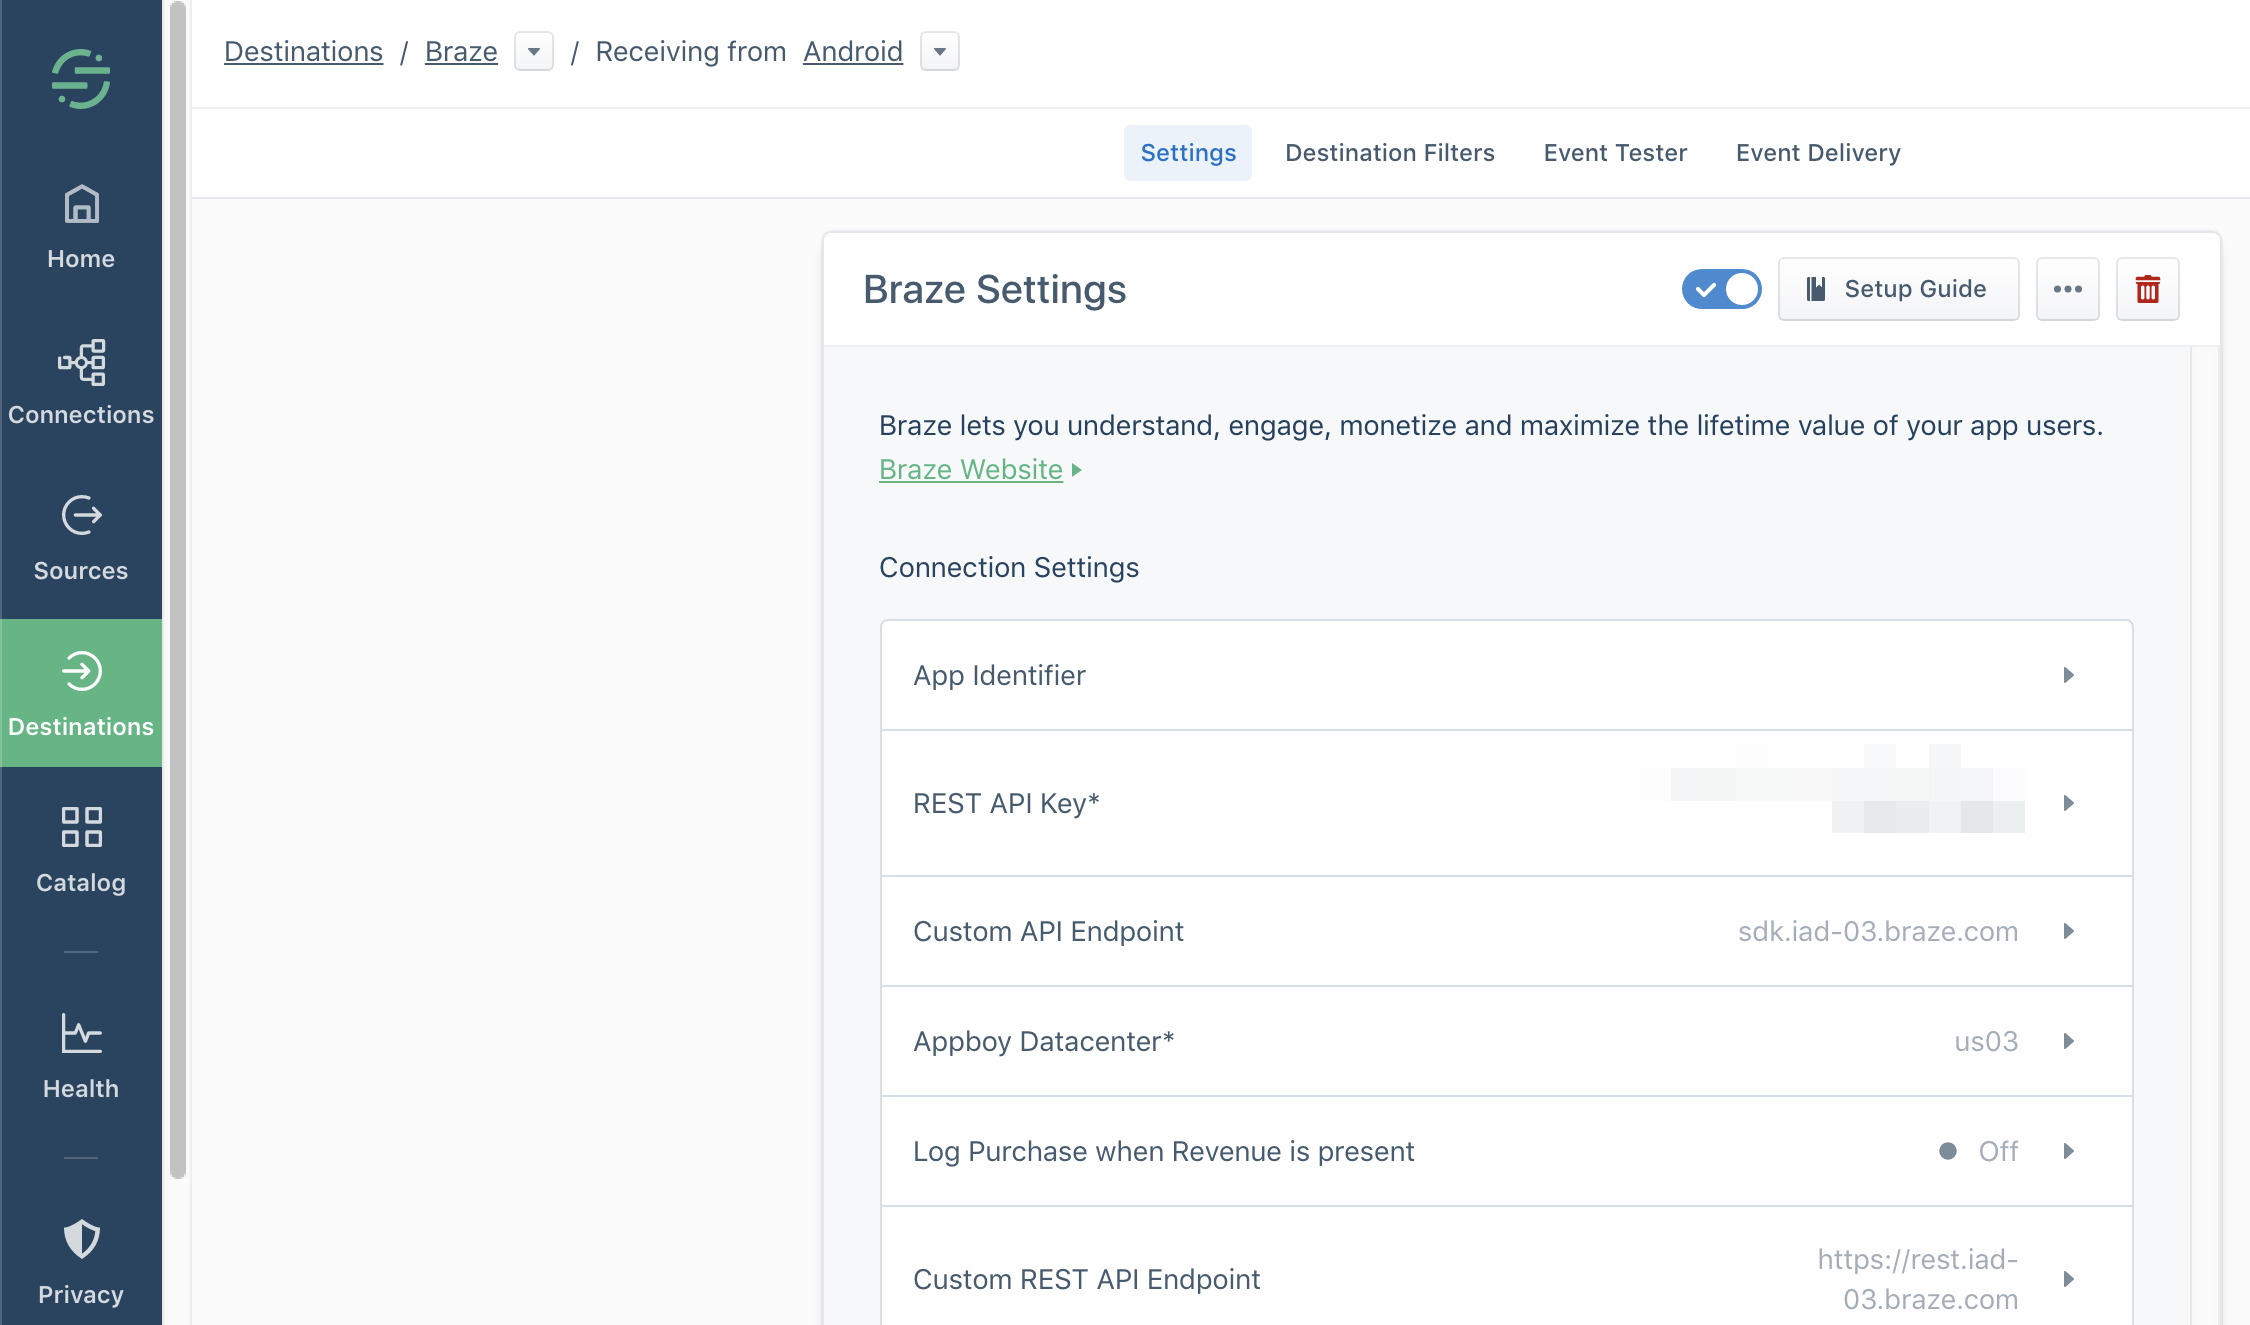 Destinations / Braze / Receiving from Android
Settings Destination Filters Event Tester Event Delivery
Home
Connections
Sources
Destinations
Catalog
Health
Privacy
Braze Settings
Setup Guide
Braze lets you understand, engage, monetize and maximize the lifetime value of your app users.
Braze Website
Connection Settings
App Identifier
REST API Key*
Custom API Endpoint sdk.iad-03.braze.com
Appboy Datacenter* us03
Log Purchase when Revenue is present Off
Custom REST API Endpoint https://rest.iad-
03.braze.com